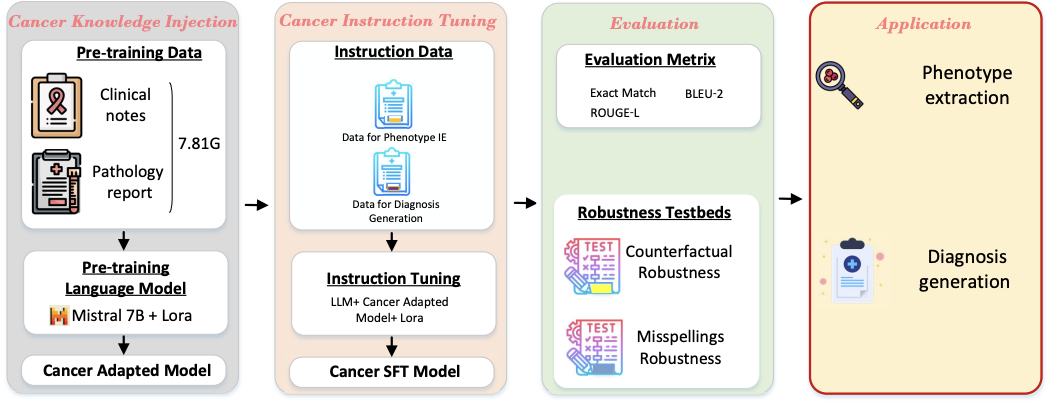 Cancer Knowledge Injection
Pre-training Data
Clinical
notes
7.81G
Pathology
report
Pre-training
Language Model
Mistral 7B + Lora
Cancer Adapted Model
Cancer Instruction Tuning
Instruction Data
Data for Phenotype IE
Data for Diagnosis
Generation
Instruction Tuning
LLM+ Cancer Adapted
Model+ Lora
Cancer SFT Model
Evaluation
Evaluation Metrix
Exact Match BLEU-2
ROUGE-L
Robustness Testbeds
TEST
Counterfactual
Robustness
TEST
Misspellings
Robustness
Application
Phenotype
extraction
Diagnosis
generation